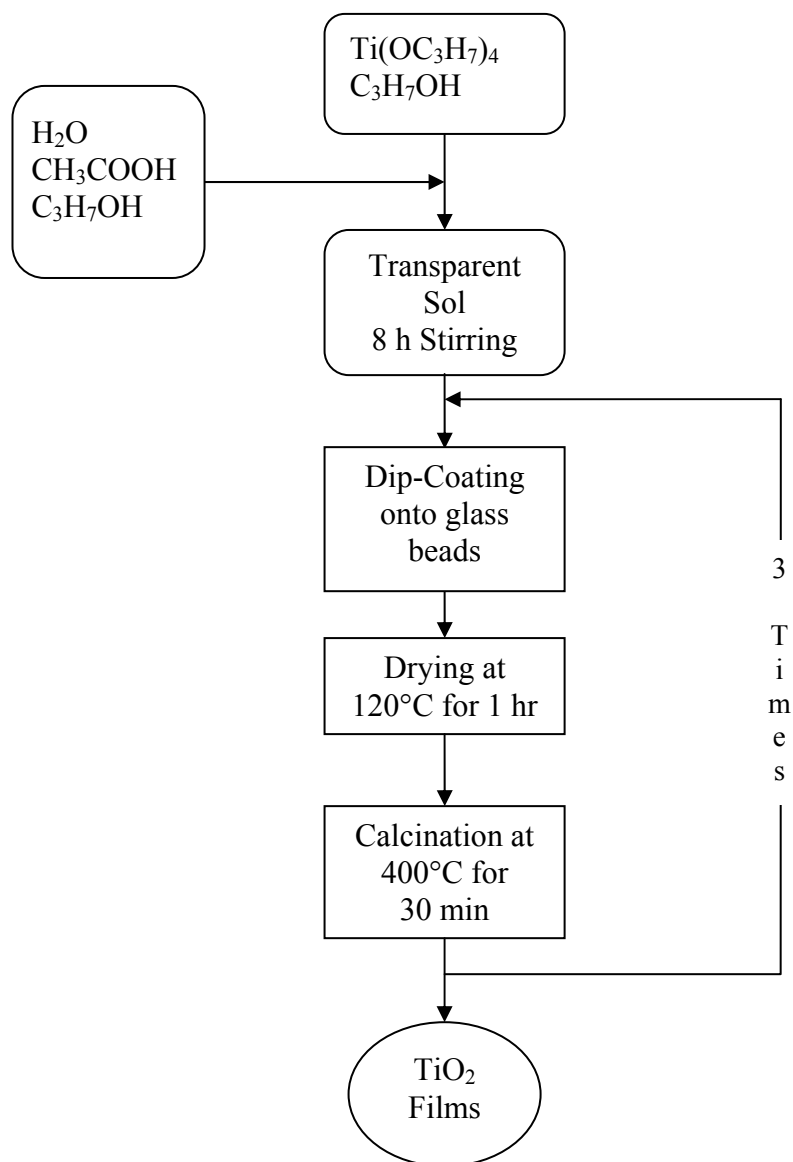 Ti(OC₃H₇)₄
C₃H₇OH
H₂O
CH₃COOH
C₃H₇OH
Transparent
Sol
8 h Stirring
Dip-Coating
onto glass
beads
Drying at
120°C for 1 hr
Calcination at
400°C for
30 min
3
T
i
m
e
s
TiO₂
Films